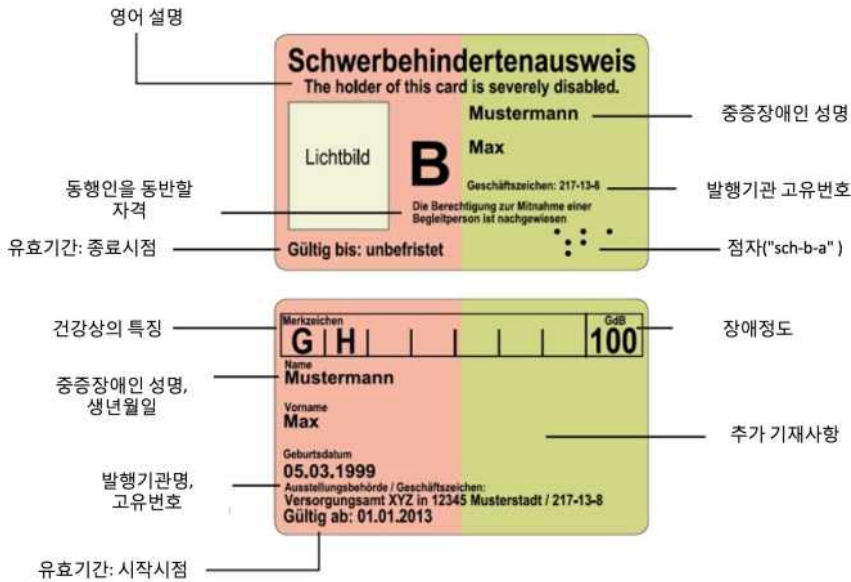 영어 설명
Schwerbehindertenausweis
The holder of this card is severely disabled.
Lichtbild
B
Mustermann
중증장애인 성명
Max
Geschäftszeichen: 217-13-8
발행기관 고유번호
동행인을 동반할
자격
Die Berechtigung zur Mitnahme einer
Begleitperson ist nachgewiesen
유효기간: 종료시점
Gültig bis: unbefristet
점자("sch-b-a" )
건강상의 특징
Merkzeichen
G H
GdB
100
장애정도
중증장애인 성명,
생년월일
Name
Mustermann
Vorname
Max
추가 기재사항
Geburtsdatum
05.03.1999
발행기관명,
고유번호
Ausstellungsbehörde / Geschäftszeichen:
Versorgungsamt XYZ in 12345 Musterstadt / 217-13-8
Gültig ab: 01.01.2013
유효기간: 시작시점